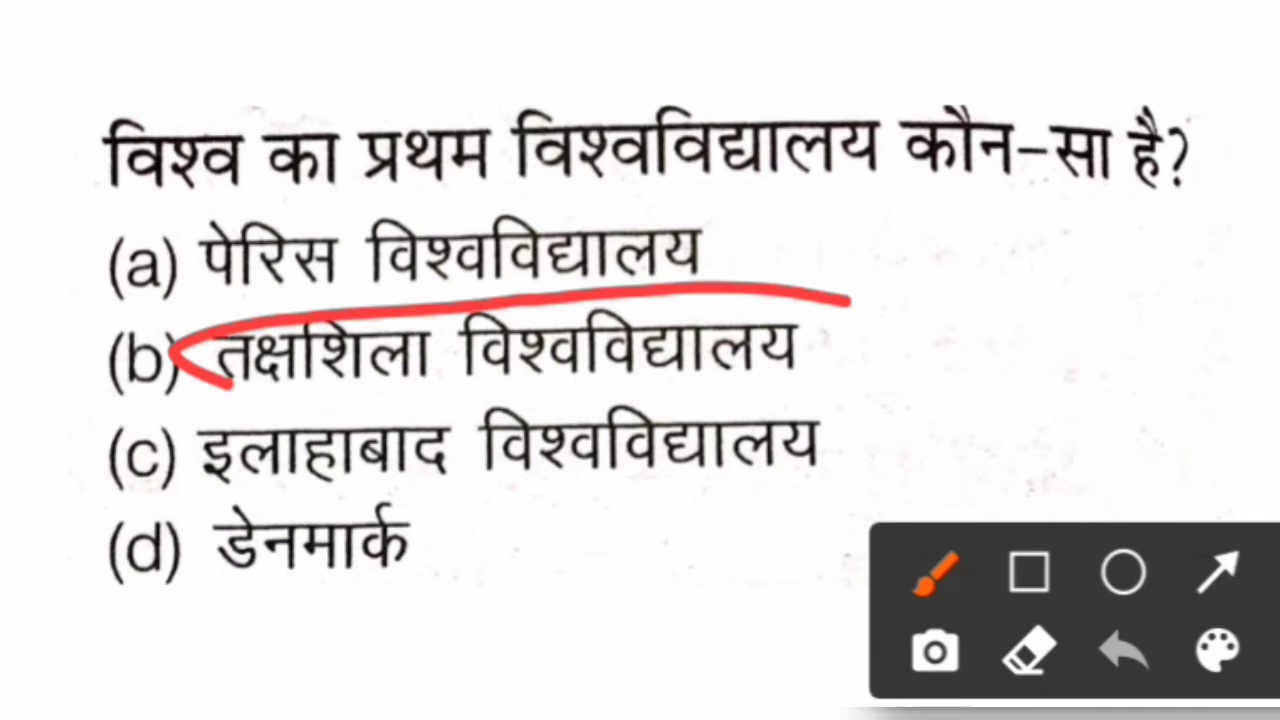 विश्व का प्रथम विश्वविद्यालय कौन-सा है?
(a) पेरिस विश्वविद्यालय
(b) तक्षशिला विश्वविद्यालय
(c) इलाहाबाद विश्वविद्यालय
(d) डेनमार्क